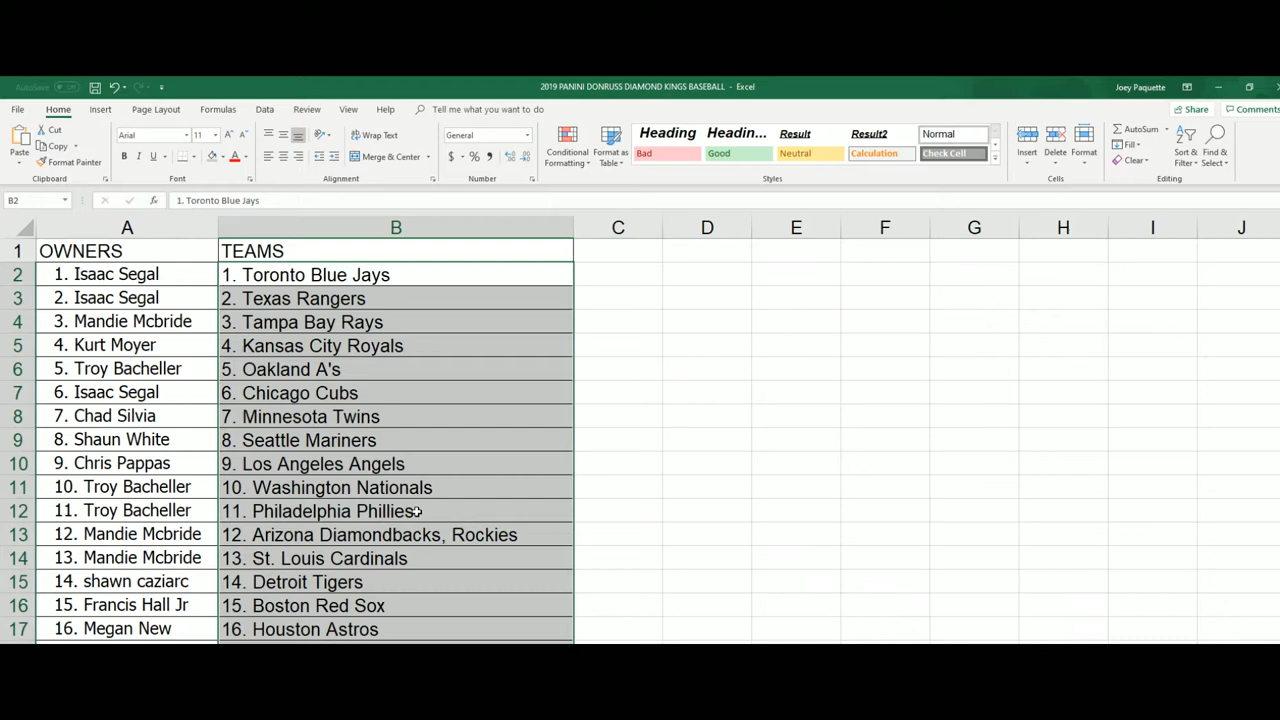 AutoSave Off
2019 PANINI DONRUSS DIAMOND KINGS BASEBALL - Excel
Joey Paquette
File Home Insert Page Layout Formulas Data Review View Help Tell me what you want to do
Share Comments
Paste
Cut
Copy
Format Painter
Clipboard
Arial 11
B I U
Font
Wrap Text
Merge & Center
Alignment
General
$ %
Number
Conditional Formatting
Format as Table
Heading Headin... Result Result2 Normal
Bad Good Neutral Calculation Check Cell
Styles
Insert Delete Format
Cells
AutoSum
Fill
Clear
Sort & Filter
Find & Select
Editing
B2 fx 1. Toronto Blue Jays
A B C D E F G H I J
1 OWNERS TEAMS
2 1. Isaac Segal 1. Toronto Blue Jays
3 2. Isaac Segal 2. Texas Rangers
4 3. Mandie Mcbride 3. Tampa Bay Rays
5 4. Kurt Moyer 4. Kansas City Royals
6 5. Troy Bacheller 5. Oakland A's
7 6. Isaac Segal 6. Chicago Cubs
8 7. Chad Silvia 7. Minnesota Twins
9 8. Shaun White 8. Seattle Mariners
10 9. Chris Pappas 9. Los Angeles Angels
11 10. Troy Bacheller 10. Washington Nationals
12 11. Troy Bacheller 11. Philadelphia Phillies
13 12. Mandie Mcbride 12. Arizona Diamondbacks, Rockies
14 13. Mandie Mcbride 13. St. Louis Cardinals
15 14. shawn caziarc 14. Detroit Tigers
16 15. Francis Hall Jr 15. Boston Red Sox
17 16. Megan New 16. Houston Astros